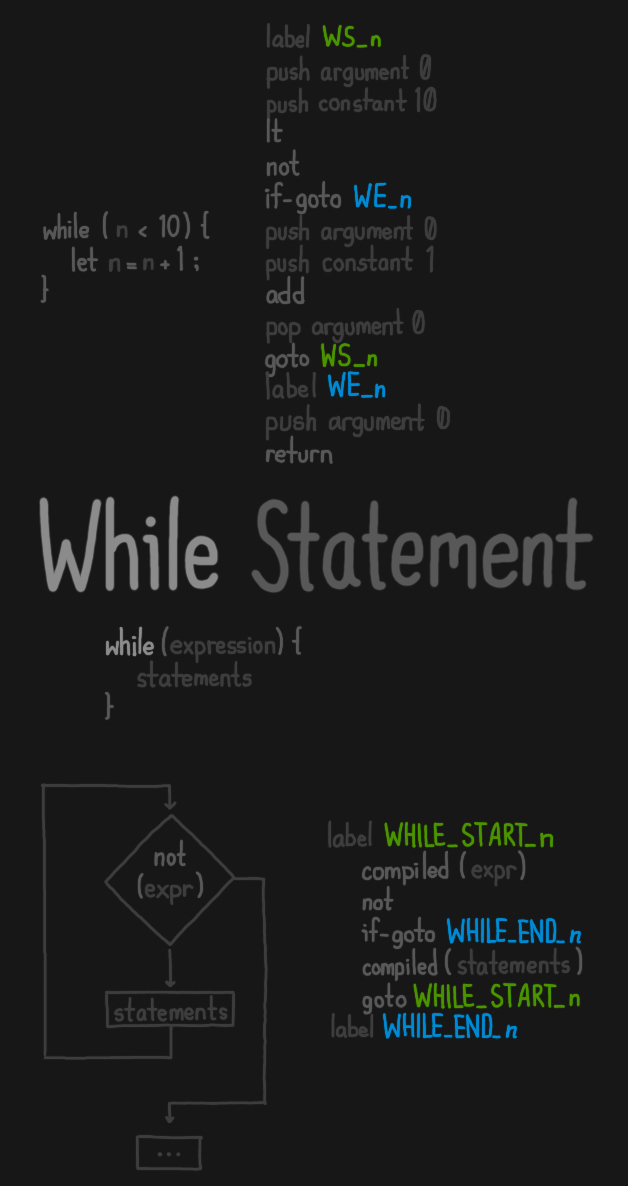 label WS_n
push argument 0
push constant 10
lt
not
if-goto WE_n
push argument 0
push constant 1
add
pop argument 0
goto WS_n
label WE_n
push argument 0
return
while ( n < 10) {
let n = n + 1 ;
}
While Statement
while (expression) {
statements
}
not
(expr)
statements
...
label WHILE_START_n
compiled (expr)
not
if-goto WHILE_END_n
compiled (statements)
goto WHILE_START_n
label WHILE_END_n